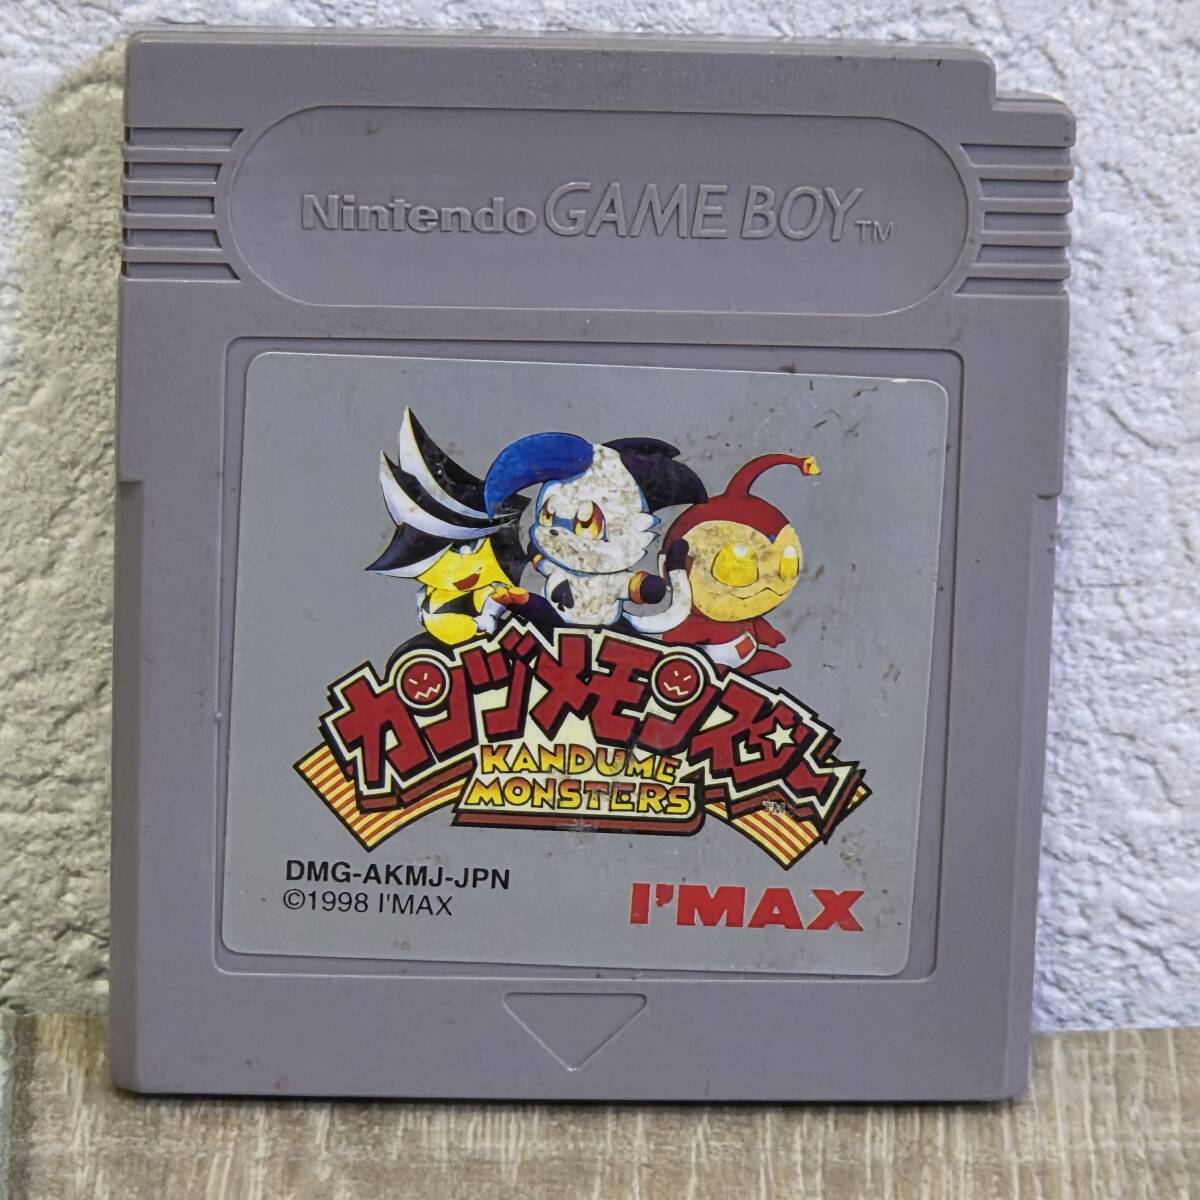 Nintendo GAME BOY™
カンヅメモンスターズ
KANDUME
MONSTERS
™
DMG-AKMJ-JPN
©1998 I'MAX
I'MAX